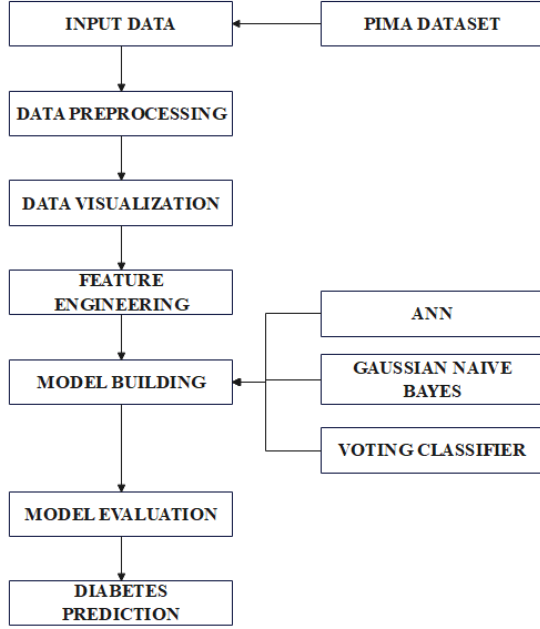 INPUT DATA
PIMA DATASET
DATA PREPROCESSING
DATA VISUALIZATION
FEATURE
ENGINEERING
ANN
MODEL BUILDING
GAUSSIAN NAIVE
BAYES
VOTING CLASSIFIER
MODEL EVALUATION
DIABETES
PREDICTION